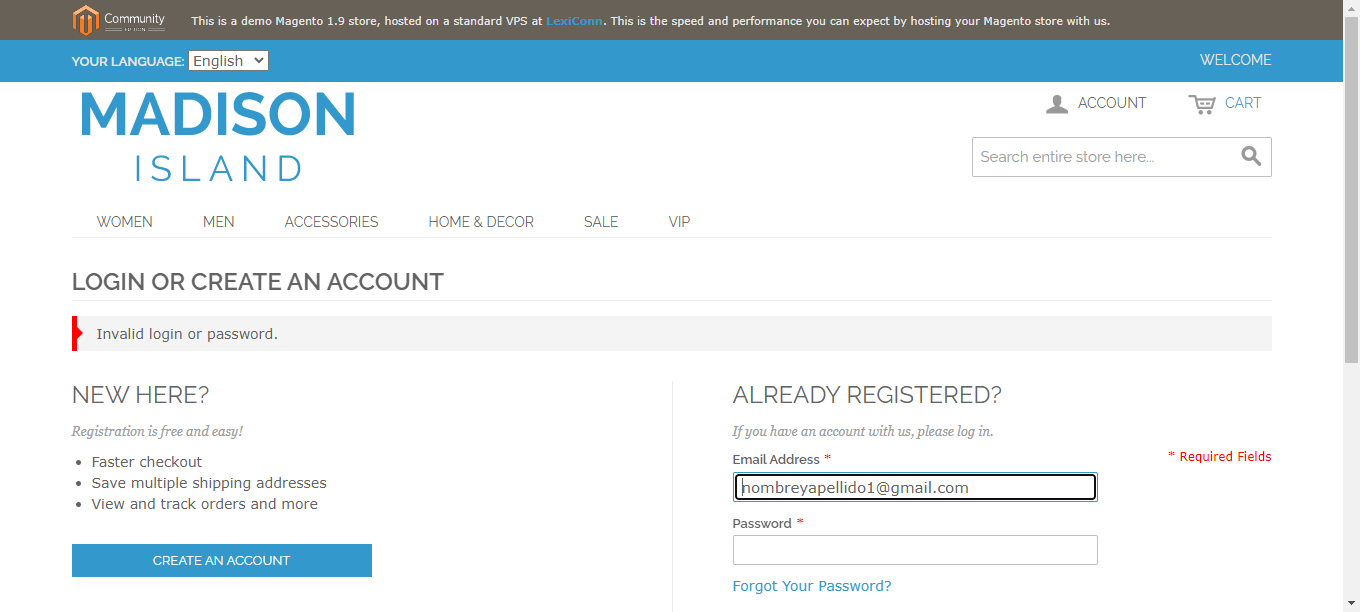 Community
EDITION
This is a demo Magento 1.9 store, hosted on a standard VPS at LexiConn. This is the speed and performance you can expect by hosting your Magento store with us.
YOUR LANGUAGE: English
WELCOME
MADISON
ISLAND
ACCOUNT
CART
Search entire store here...
WOMEN MEN ACCESSORIES HOME & DECOR SALE VIP
LOGIN OR CREATE AN ACCOUNT
Invalid login or password.
NEW HERE?
Registration is free and easy!
• Faster checkout
• Save multiple shipping addresses
• View and track orders and more
CREATE AN ACCOUNT
ALREADY REGISTERED?
If you have an account with us, please log in.
* Required Fields
Email Address *
nombreyapellido1@gmail.com
Password *
Forgot Your Password?